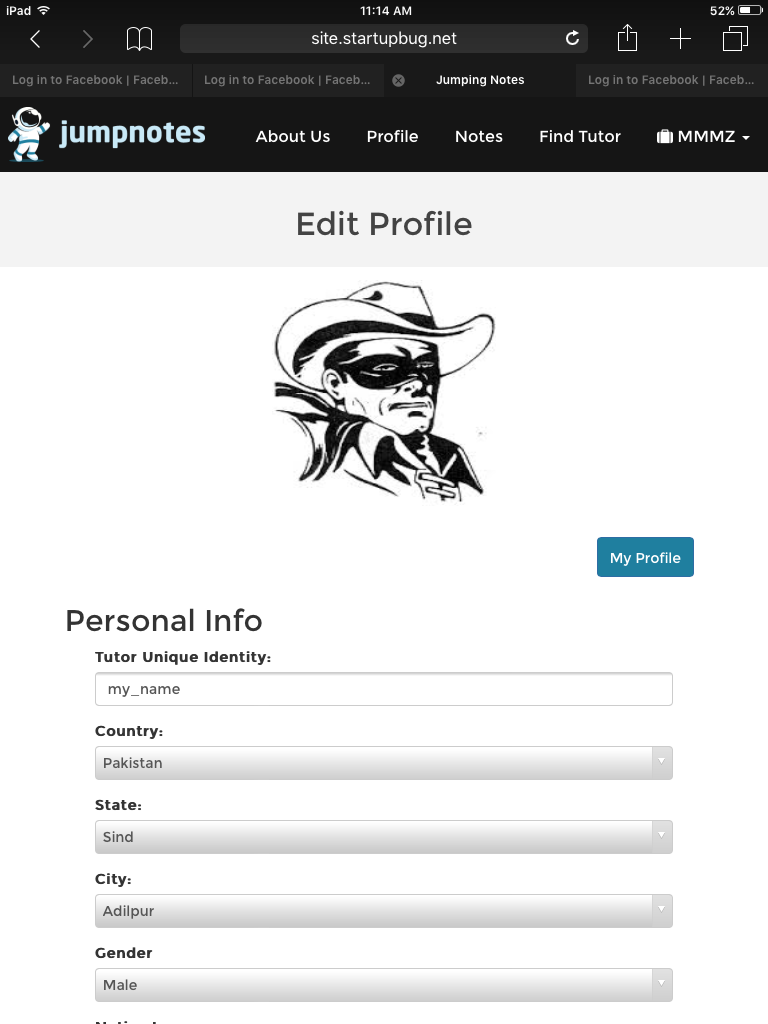 iPad 11:14 AM 52%
site.startupbug.net
Log in to Facebook | Faceb... Log in to Facebook | Faceb... Jumping Notes Log in to Facebook | Faceb...
jumpnotes About Us Profile Notes Find Tutor MMMZ
Edit Profile
My Profile
Personal Info
Tutor Unique Identity:
my_name
Country:
Pakistan
State:
Sind
City:
Adilpur
Gender
Male